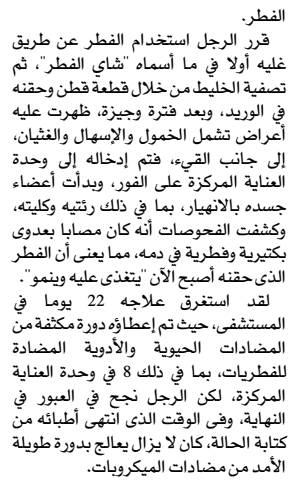 الفطر.
قرر الرجل استخدام الفطر عن طريق
غليه أولا في ما أسماه "شاي الفطر"، ثم
تصفية الخليط من خلال قطعة قطن وحقنه
في الوريد، وبعد فترة وجيزة، ظهرت عليه
أعراض تشمل الخمول والإسهال والغثيان،
إلى جانب القيء، فتم إدخاله إلى وحدة
العناية المركزة على الفور، وبدأت أعضاء
جسده بالانهيار، بما في ذلك رئتيه وكليته،
وكشفت الفحوصات أنه كان مصابا بعدوى
بكتيرية وفطرية في دمه، مما يعنى أن الفطر
الذى حقنه أصبح الآن "يتغذى عليه وينمو".
لقد استغرق علاجه 22 يوما في
المستشفى، حيث تم إعطاؤه دورة مكثفة من
المضادات الحيوية والأدوية المضادة
للفطريات، بما في ذلك 8 في وحدة العناية
المركزة، لكن الرجل نجح في العبور في
النهاية، وفى الوقت الذى انتهى أطبائه من
كتابة الحالة، كان لا يزال يعالج بدورة طويلة
الأمد من مضادات الميكروبات.